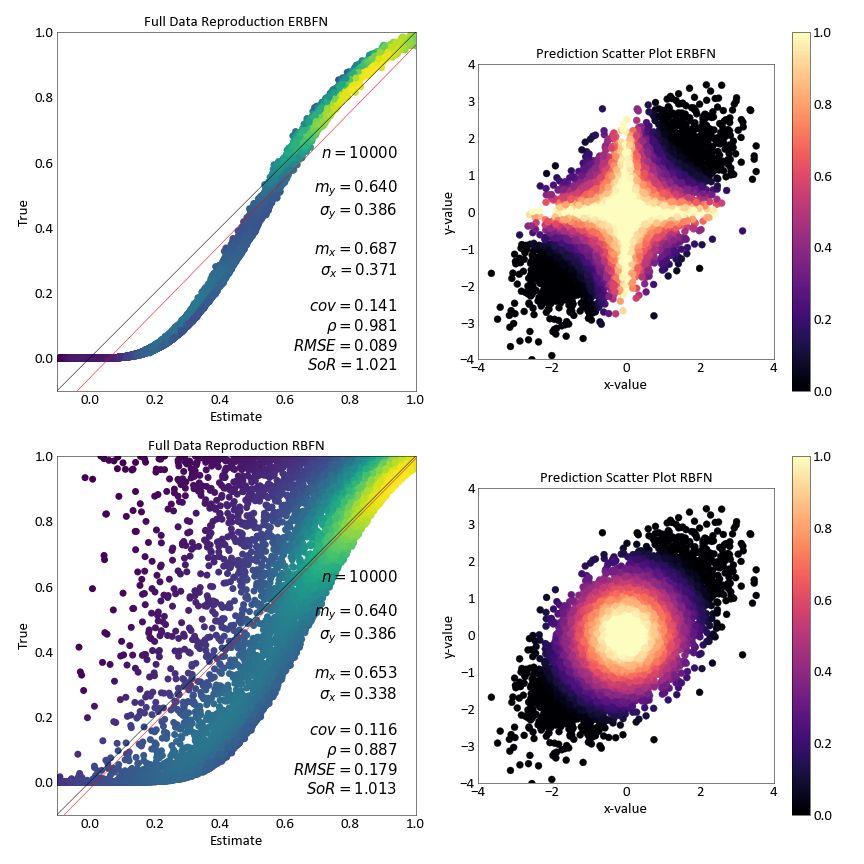 Full Data Reproduction ERBFN
1.0
0.8
0.6
0.4
0.2
0.0
True
n = 10000
m_y = 0.640
σ_y = 0.386
m_x = 0.687
σ_x = 0.371
cov = 0.141
ρ = 0.981
RMSE = 0.089
SoR = 1.021
0.0 0.2 0.4 0.6 0.8 1.0
Estimate
Prediction Scatter Plot ERBFN
4
3
2
1
0
−1
−2
−3
−4
y-value
−4 −2 0 2 4
x-value
1.0
0.8
0.6
0.4
0.2
0.0
Full Data Reproduction RBFN
1.0
0.8
0.6
0.4
0.2
0.0
True
n = 10000
m_y = 0.640
σ_y = 0.386
m_x = 0.653
σ_x = 0.338
cov = 0.116
ρ = 0.887
RMSE = 0.179
SoR = 1.013
0.0 0.2 0.4 0.6 0.8 1.0
Estimate
Prediction Scatter Plot RBFN
4
3
2
1
0
−1
−2
−3
−4
y-value
−4 −2 0 2 4
x-value
1.0
0.8
0.6
0.4
0.2
0.0